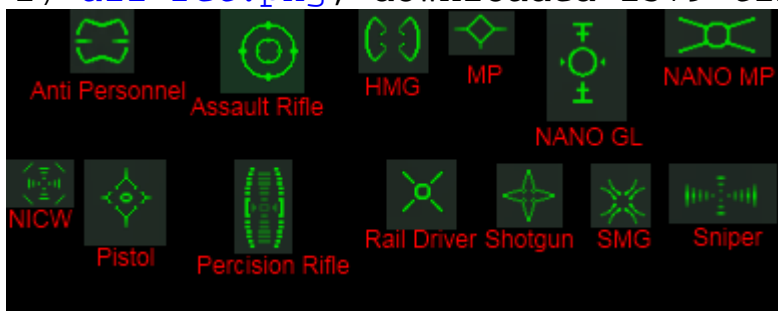 Anti Personnel
Assault Rifle
HMG
MP
NANO GL
NANO MP
NICW
Pistol
Percision Rifle
Rail Driver
Shotgun
SMG
Sniper